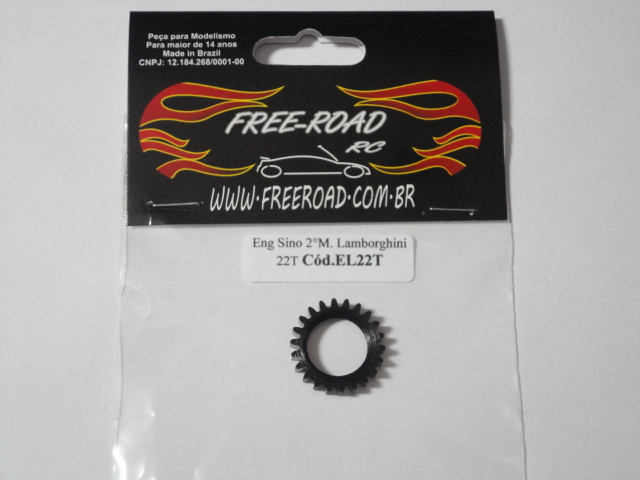 Peça para Modelismo
Para maior de 14 anos
Made in Brazil
CNPJ: 12.184.268/0001-00
FREE-ROAD
RC
WWW.FREEROAD.COM.BR
Eng Sino 2°M. Lamborghini
22T Cód.EL22T